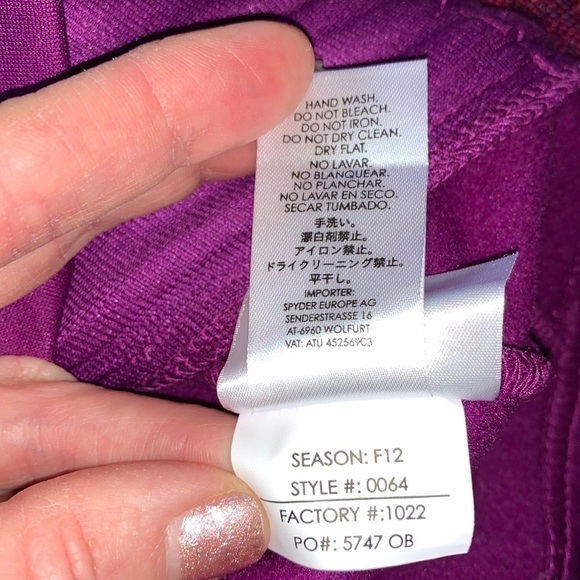 HAND WASH.
DO NOT BLEACH.
DO NOT IRON.
DO NOT DRY CLEAN.
DRY FLAT.
NO LAVAR.
NO BLANQUEAR.
NO PLANCHAR.
NO LAVAR EN SECO.
SECAR TUMBADO.
手洗い。
漂白剤禁止。
アイロン禁止。
ドライクリーニング禁止。
平干し。
IMPORTER:
SPYDER EUROPE AG
SENDERSTRASSE 16
AT-6960 WOLFURT
VAT: ATU 45256903
SEASON: F12
STYLE #: 0064
FACTORY #:1022
PO#: 5747 OB